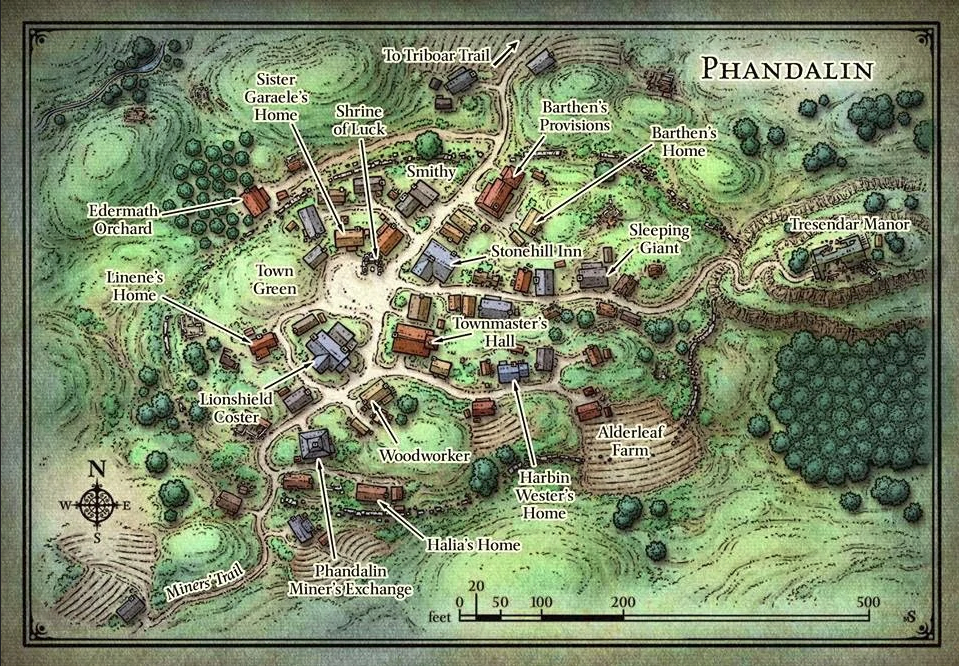 To Triboar Trail
PHANDALIN
Sister
Garaele's
Home
Shrine
of Luck
Barthen's
Provisions
Barthen's
Home
Smithy
Edermath
Orchard
Tresendar Manor
Sleeping
Giant
Stonehill Inn
Town
Green
Linene's
Home
Townmaster's
Hall
Lionshield
Coster
Alderleaf
Farm
Woodworker
Harbin
Wester's
Home
N
W
E
S
Halia's Home
Phandalin
Miner's Exchange
Miners' Trail
20
0 50 100 200 500
feet